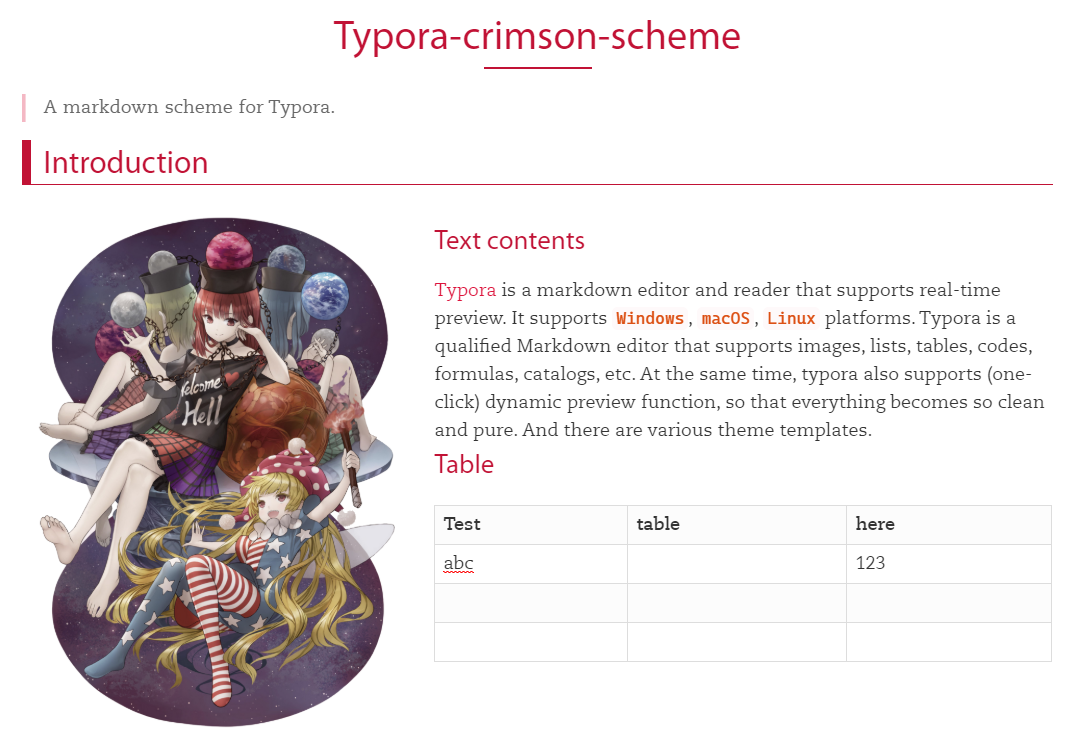 Typora-crimson-scheme
A markdown scheme for Typora.
Introduction
Welcome
Hell
Text contents
Typora is a markdown editor and reader that supports real-time
preview. It supports Windows, macOS, Linux platforms. Typora is a
qualified Markdown editor that supports images, lists, tables, codes,
formulas, catalogs, etc. At the same time, typora also supports (one-
click) dynamic preview function, so that everything becomes so clean
and pure. And there are various theme templates.
Table
Test table here
abc 123